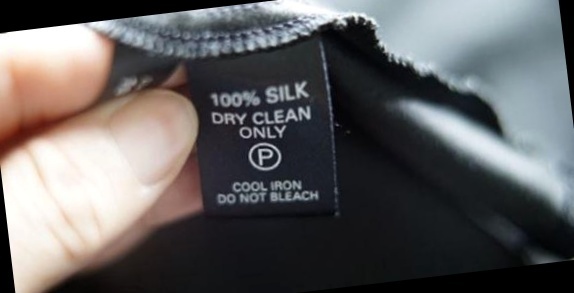 100% SILK
DRY CLEAN
ONLY
P
COOL IRON
DO NOT BLEACH